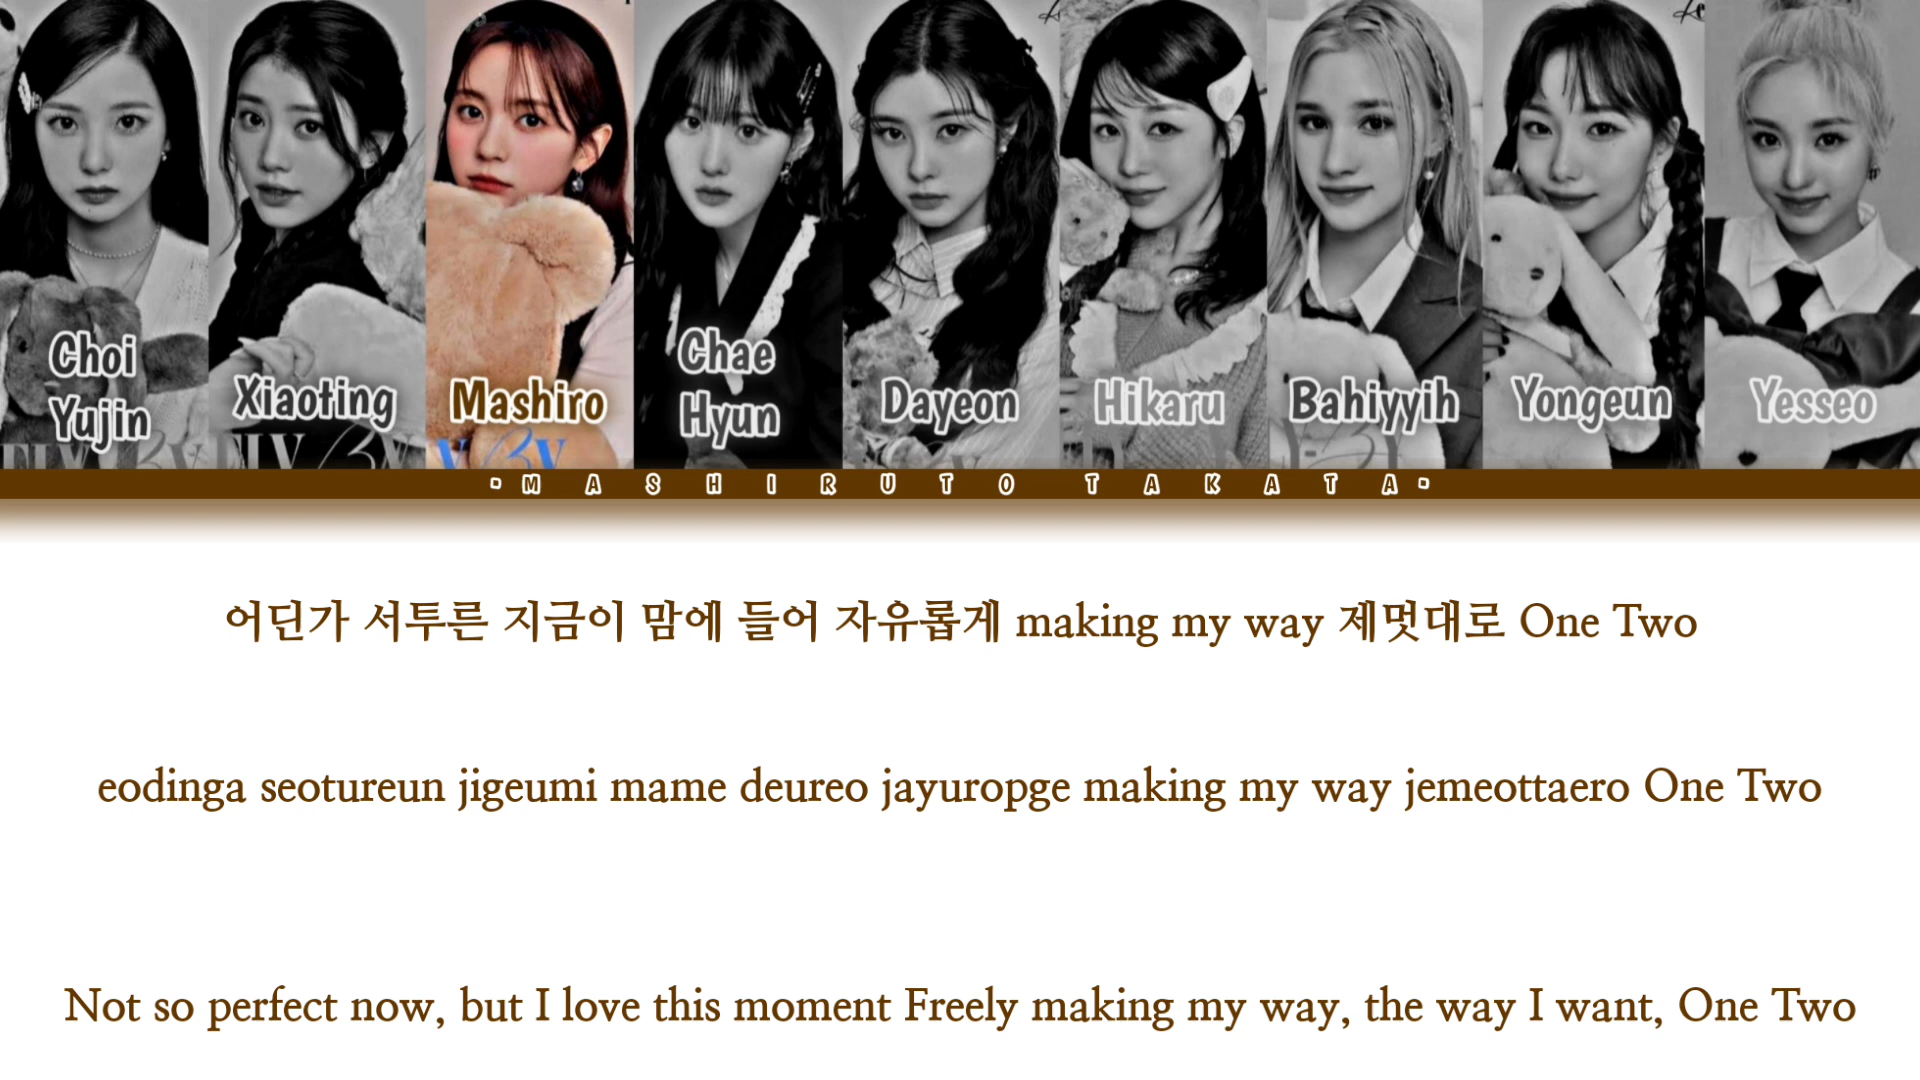 Choi
Yujin
Xiaoting
Mashiro
Chae
Hyun
Dayeon
Hikaru
Bahiyyih
Yongeun
Yesseo
·MASHIRUTO TAKATA·
어딘가 서투른 지금이 맘에 들어 자유롭게 making my way 제멋대로 One Two
eodinga seotureun jigeumi mame deureo jayuropge making my way jemeottaero One Two
Not so perfect now, but I love this moment Freely making my way, the way I want, One Two